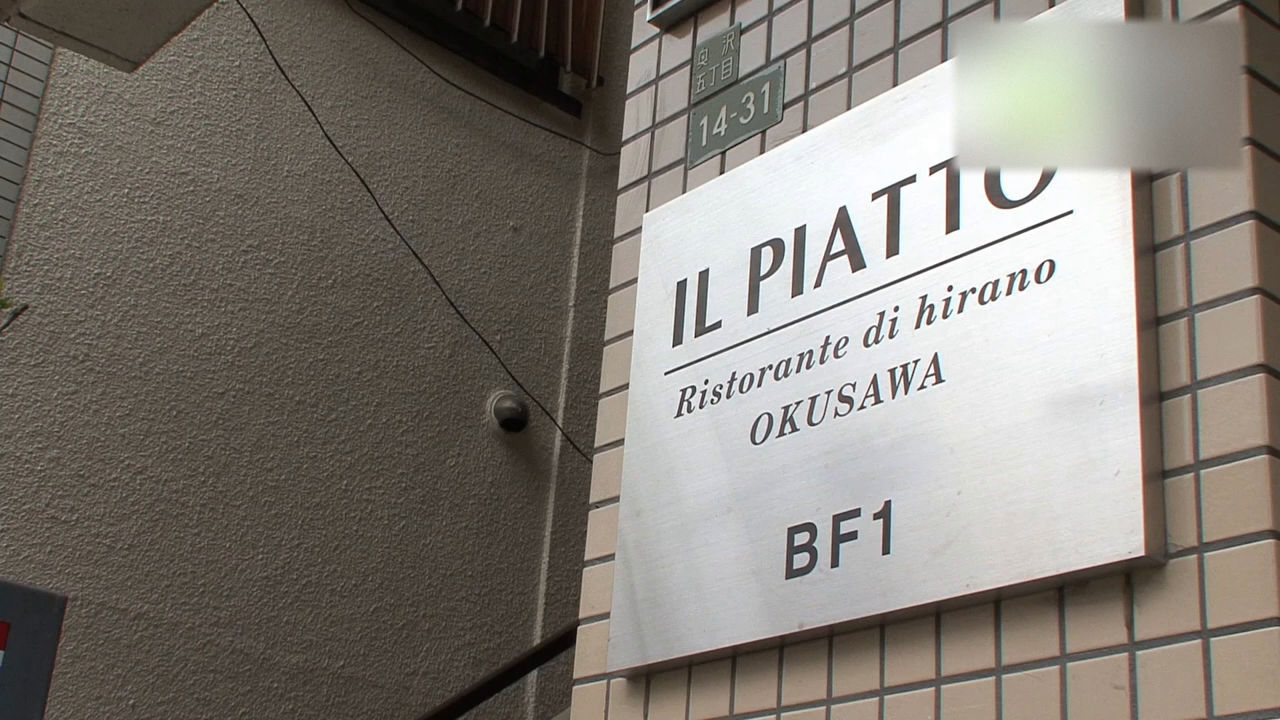 奥沢
五丁目
14-31
IL PIATTO
Ristorante di hirano
OKUSAWA
BF1